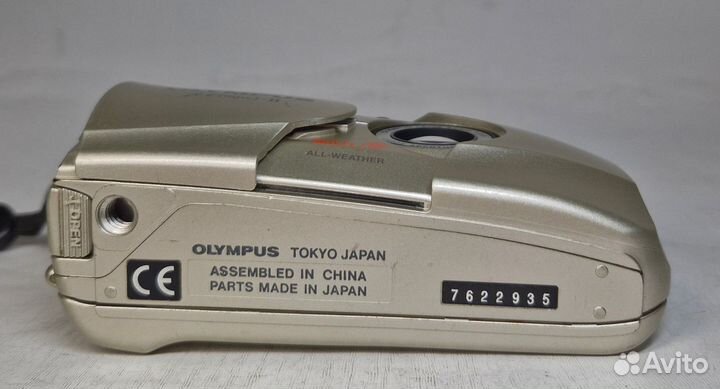 ALL-WEATHER
OPEN
OLYMPUS TOKYO JAPAN
CE
ASSEMBLED IN CHINA
PARTS MADE IN JAPAN
7622935
Avito